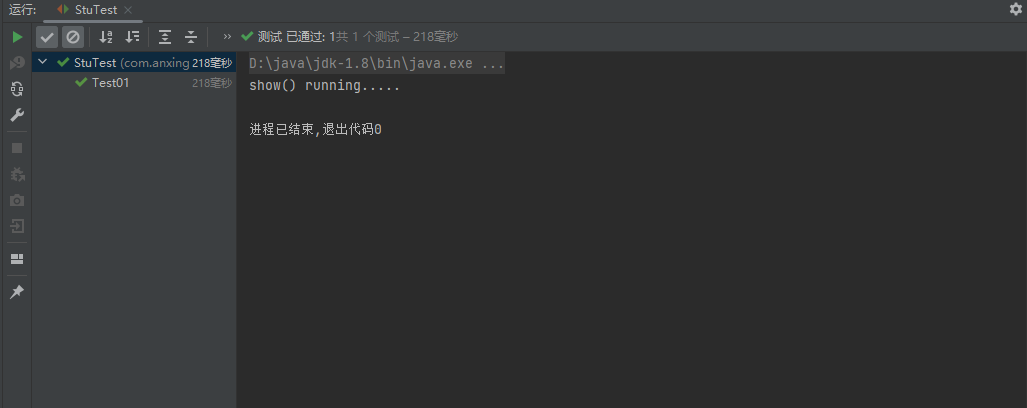 运行: StuTest
测试 已通过: 1共 1 个测试 – 218毫秒
StuTest (com.anxing 218毫秒
Test01 218毫秒
D:\java\jdk-1.8\bin\java.exe ...
show() running.....
进程已结束,退出代码0